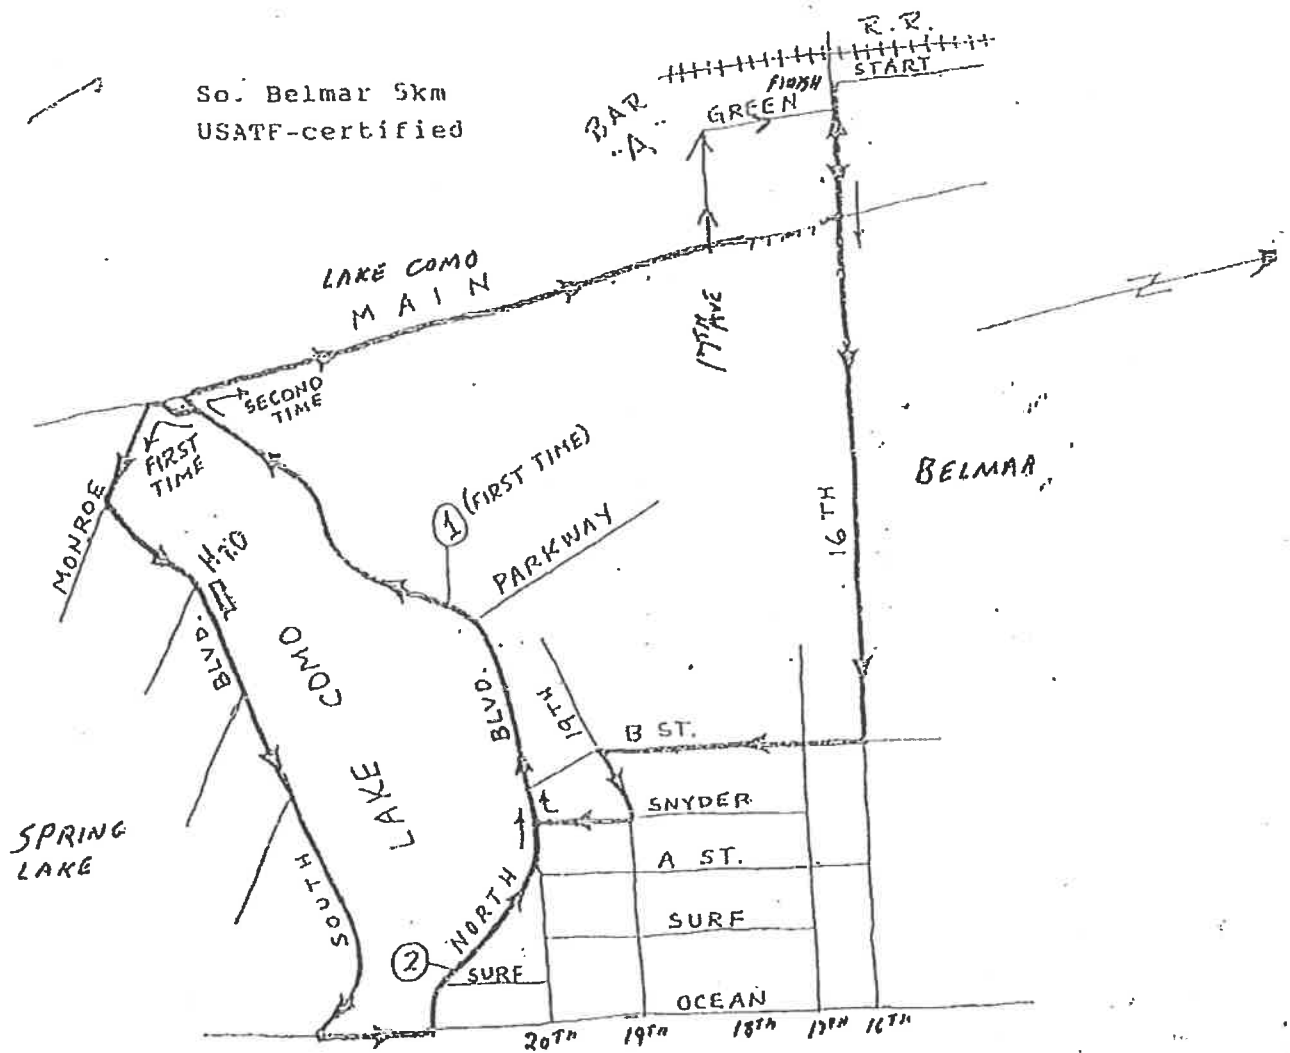 R.R.
So. Belmar 5km
USATF-certified
FINISH
START
BAR
"A"
GREEN
LAKE COMO
MAIN
17TH AVE
N
SECOND
TIME
FIRST
TIME
(FIRST TIME)
1
BELMAR
MONROE
16TH
H2O
PARKWAY
LAKE COMO
BLVD.
BLVD.
19TH
B ST.
SNYDER
SPRING
LAKE
A ST.
SOUTH
NORTH
SURF
2
SURF
OCEAN
20TH
19TH
18TH
17TH
16TH